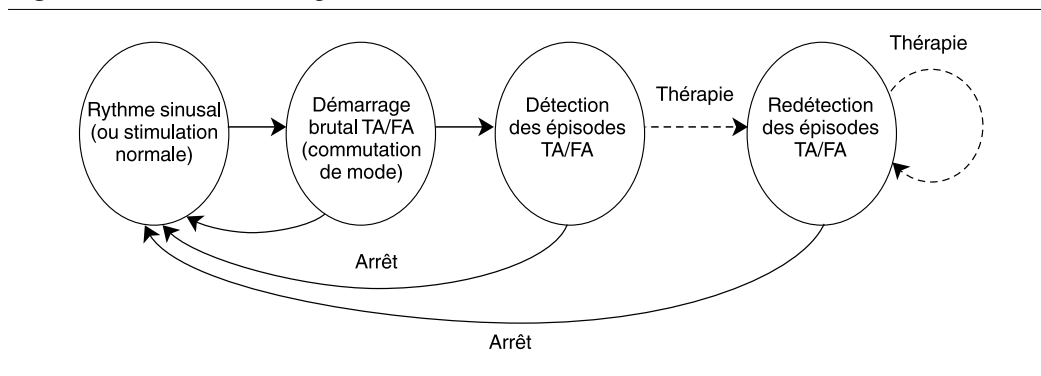 Rythme sinusal
(ou stimulation
normale)
Démarrage
brutal TA/FA
(commutation
de mode)
Détection
des épisodes
TA/FA
Thérapie
Redétection
des épisodes
TA/FA
Thérapie
Arrêt
Arrêt